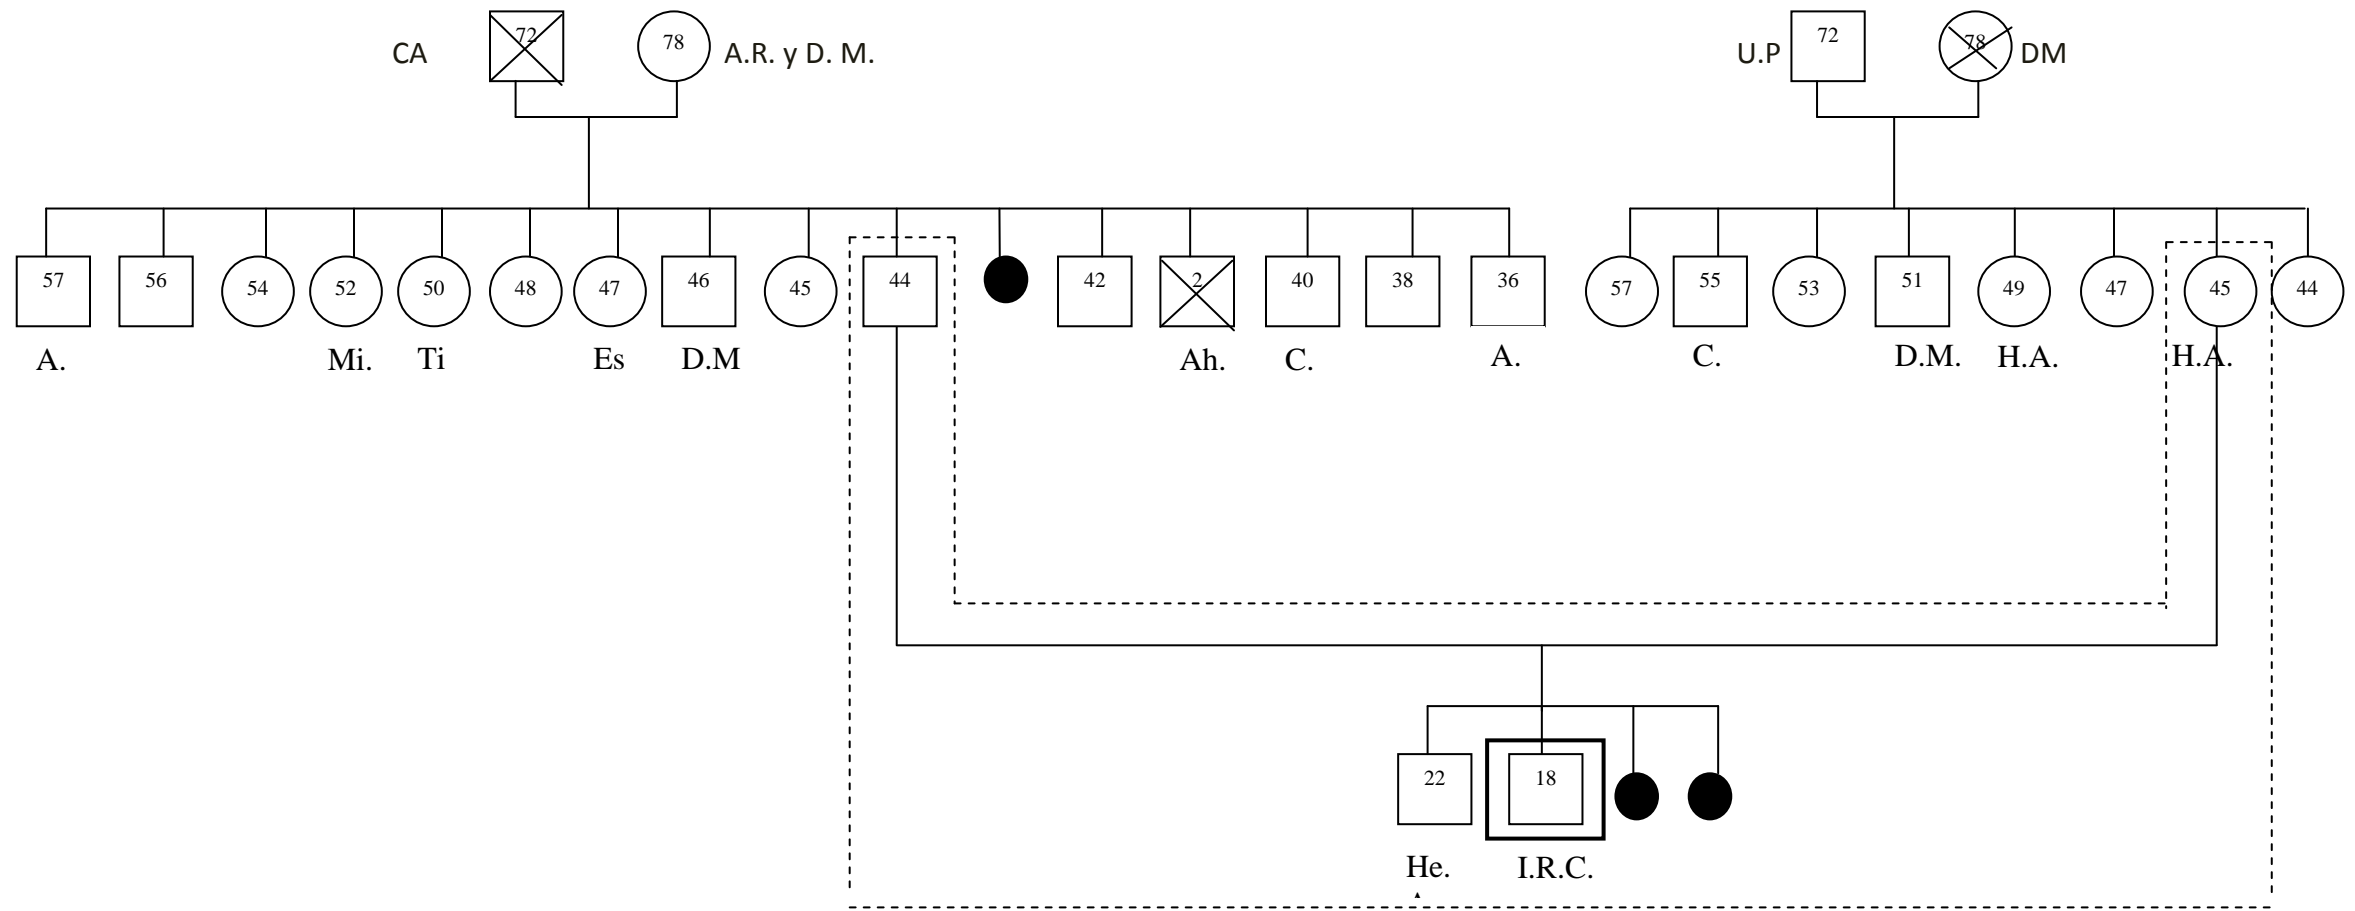 CA 72 78 A.R. y D. M. U.P 72 78 DM
57 56 54 52 50 48 47 46 45 44 42 2 40 38 36 57 55 53 51 49 47 45 44
A. Mi. Ti Es D.M Ah. C. A. C. D.M. H.A. H.A.
22 18
He. I.R.C.